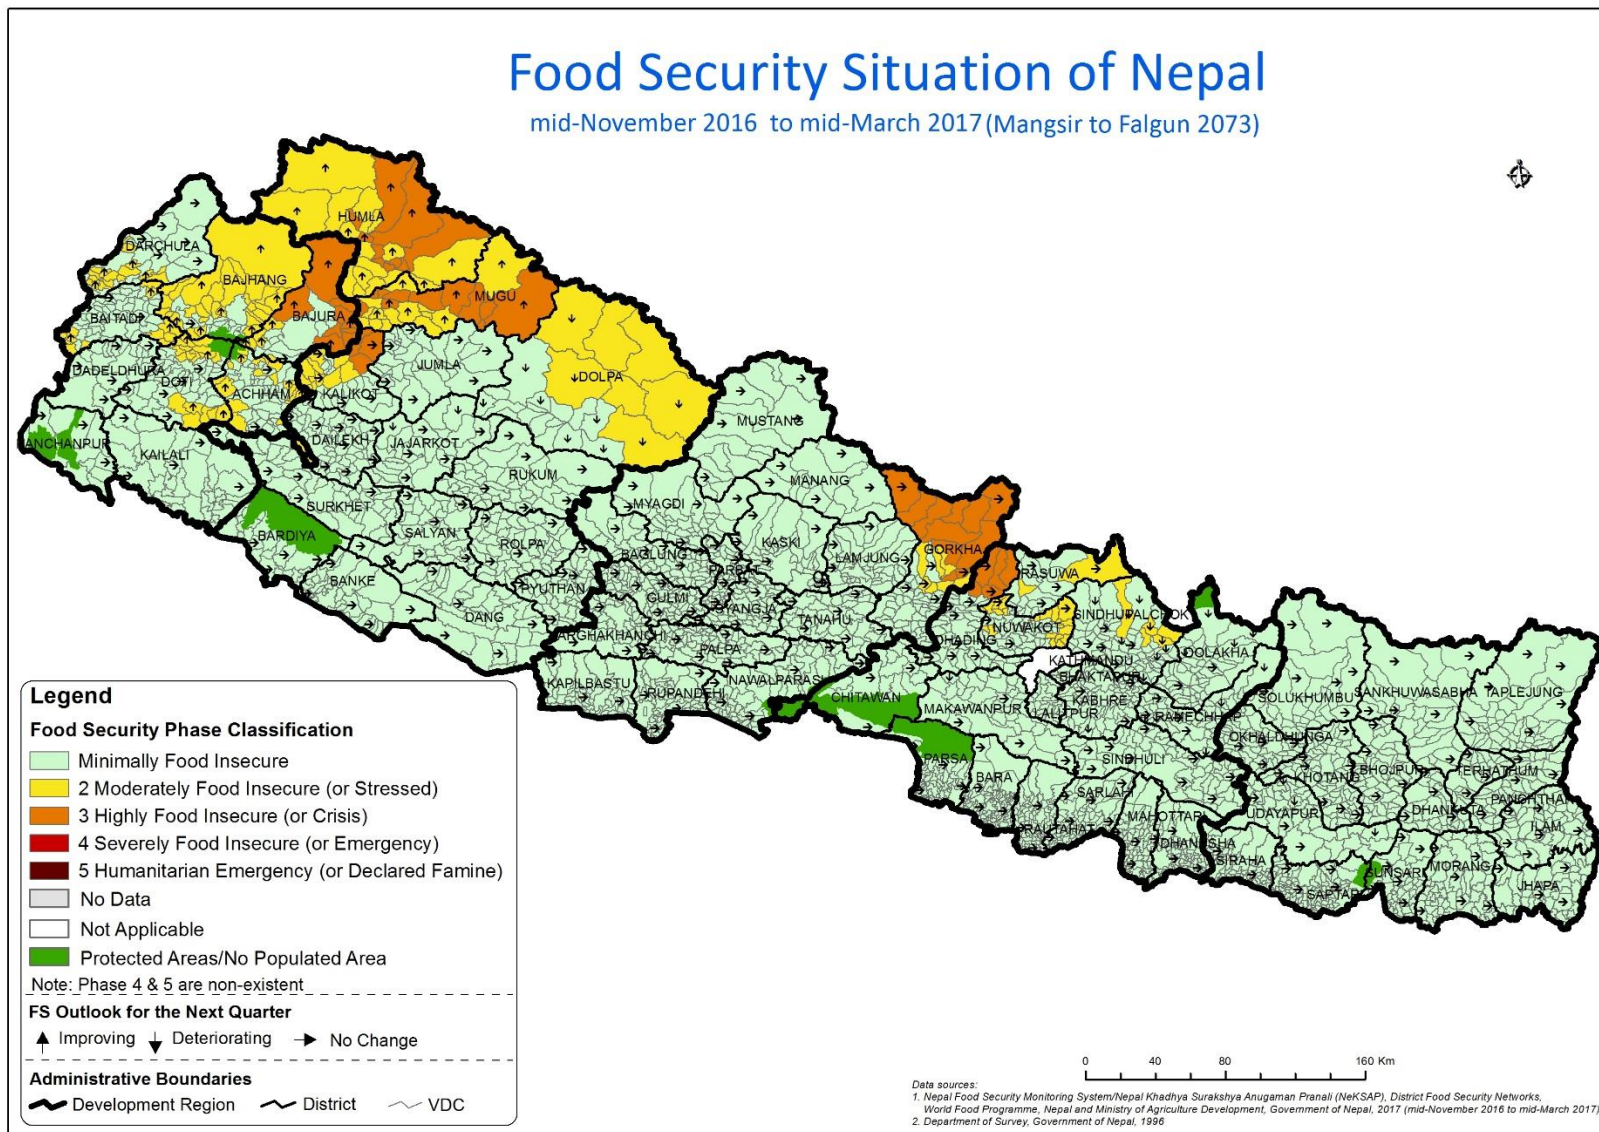 Food Security Situation of Nepal
mid-November 2016 to mid-March 2017 (Mangsir to Falgun 2073)
HUMLA
DARCHULA
BAJHANG
MUGU
BAJURA
BAITADI
JUMLA
DADELDHURA
DOTI
DOLPA
ACHHAM
KALIKOT
MUSTANG
DAILEKH
JAJARKOT
KANCHANPUR
KAILALI
RUKUM
MANANG
MYAGDI
SURKHET
BARDIYA
SALYAN
ROLPA
KASKI
GORKHA
BAGLUNG
LAMJUNG
PARBAT
RASUWA
BANKE
PYUTHAN
GULMI
SYANGJA
DANG
TANAHU
SINDHUPALCHOK
NUWAKOT
ARGHAKHANCHI
DHADING
PALPA
DOLAKHA
KATHMANDU
BHAKTAPUR
KAPILBASTU
RUPANDEHI
NAWALPARASI
CHITAWAN
MAKAWANPUR
LALITPUR
KABHRE
SOLUKHUMBU
SANKHUWASABHA
TAPLEJUNG
RAMECHHAP
OKHALDHUNGA
PARSA
SINDHULI
BARA
KHOTANG
BHOJPUR
TERHATHUM
SARLAHI
PANCHTHAR
UDAYAPUR
DHANKUTA
MAHOTTARI
ILAM
RAUTAHAT
DHANUSHA
SIRAHA
SUNSARI
MORANG
SAPTARI
JHAPA
Legend
Food Security Phase Classification
Minimally Food Insecure
2 Moderately Food Insecure (or Stressed)
3 Highly Food Insecure (or Crisis)
4 Severely Food Insecure (or Emergency)
5 Humanitarian Emergency (or Declared Famine)
No Data
Not Applicable
Protected Areas/No Populated Area
Note: Phase 4 & 5 are non-existent
FS Outlook for the Next Quarter
Improving Deteriorating No Change
Administrative Boundaries
Development Region District VDC
0 40 80 160 Km
Data sources:
1. Nepal Food Security Monitoring System/Nepal Khadhya Surakshya Anugaman Pranali (NeKSAP), District Food Security Networks,
World Food Programme, Nepal and Ministry of Agriculture Development, Government of Nepal, 2017 (mid-November 2016 to mid-March 2017)
2. Department of Survey, Government of Nepal, 1996